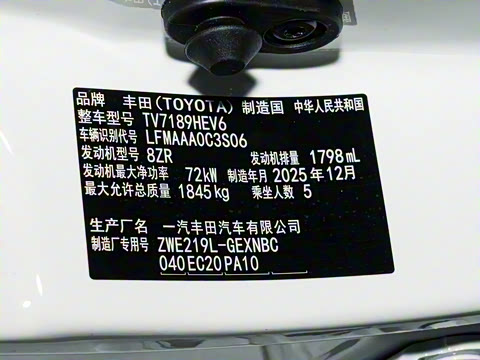 品牌 丰田(TOYOTA) 制造国 中华人民共和国
整车型号 TV7189HEV6
车辆识别代号 LFMAAA0C3S06
发动机型号 8ZR 发动机排量 1798 mL
发动机最大净功率 72kW 制造年月 2025 年 12月
最大允许总质量 1845 kg 乘坐人数 5
生产厂名 一汽丰田汽车有限公司
制造厂专用号 ZWE219L-GEXNBC
040 EC20 PA10